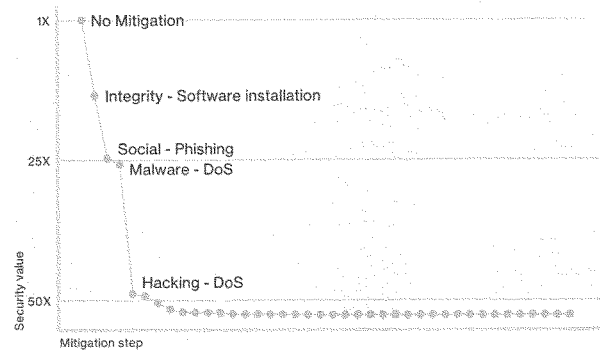 1X
No Mitigation
Integrity - Software installation
Social - Phishing
25X
Malware - DoS
Hacking - DoS
50X
Security value
Mitigation step